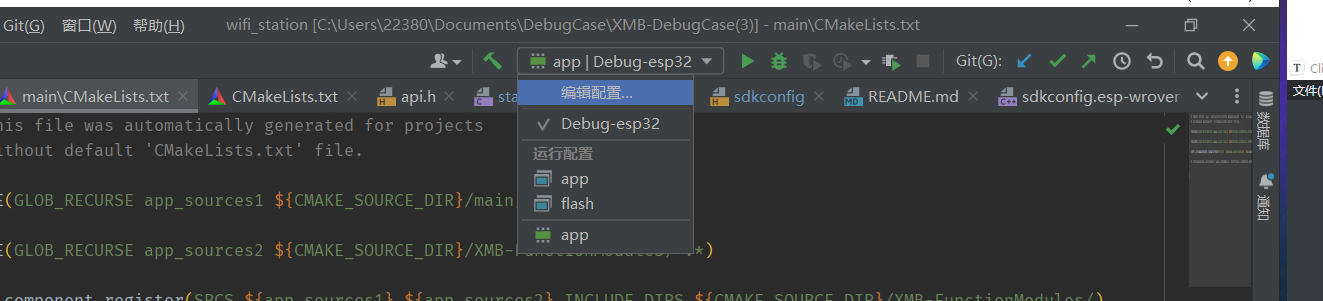 Git(G) 窗口(W) 帮助(H) wifi_station [C:\Users\22380\Documents\DebugCase\XMB-DebugCase(3)] - main\CMakeLists.txt
app | Debug-esp32 Git(G):
main\CMakeLists.txt CMakeLists.txt api.h sta sdkconfig README.md sdkconfig.esp-wrover
编辑配置...
Debug-esp32
运行配置
app
flash
app
his file was automatically generated for projects
ithout default 'CMakeLists.txt' file.
E(GLOB_RECURSE app_sources1 ${CMAKE_SOURCE_DIR}/main
E(GLOB_RECURSE app_sources2 ${CMAKE_SOURCE_DIR}/XMB-FunctionModules/*.*)
component_register(SRCS ${app_sources1} ${app_sources2} INCLUDE_DIRS ${CMAKE_SOURCE_DIR}/XMB-FunctionModules/)
数据库
通知
T Cli
文件(